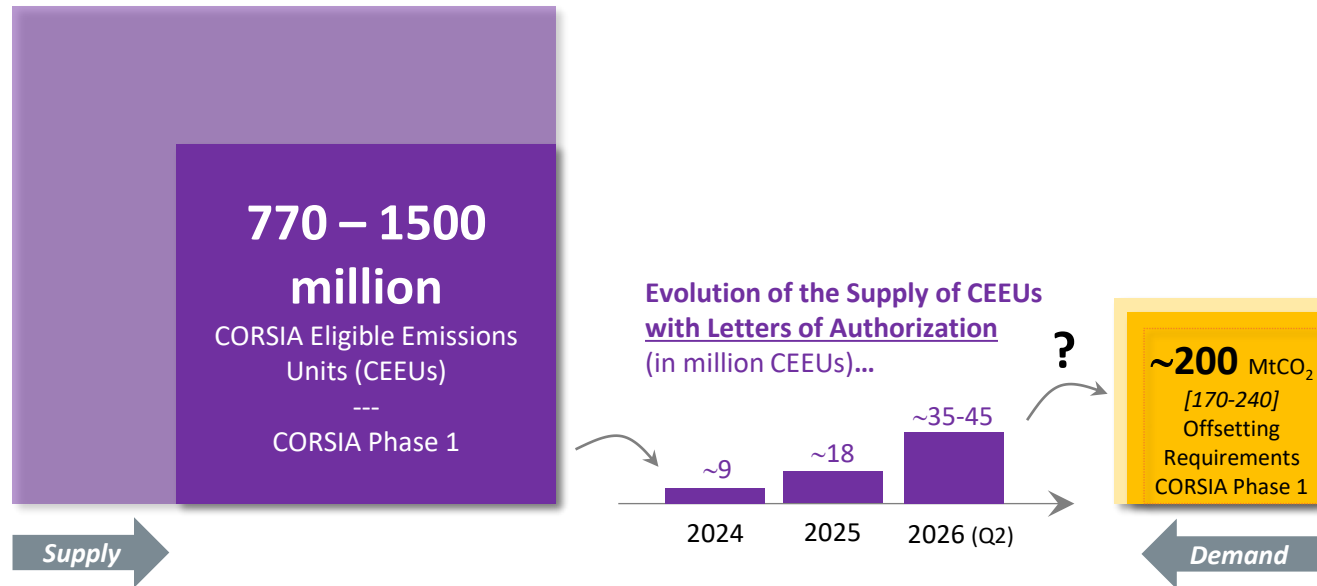 770 – 1500
million
CORSIA Eligible Emissions
Units (CEEUs)
---
CORSIA Phase 1
Supply
Evolution of the Supply of CEEUs
with Letters of Authorization
(in million CEEUs)...
~9
~18
~35-45
2024
2025
2026 (Q2)
?
~200 MtCO₂
[170-240]
Offsetting
Requirements
CORSIA Phase 1
Demand